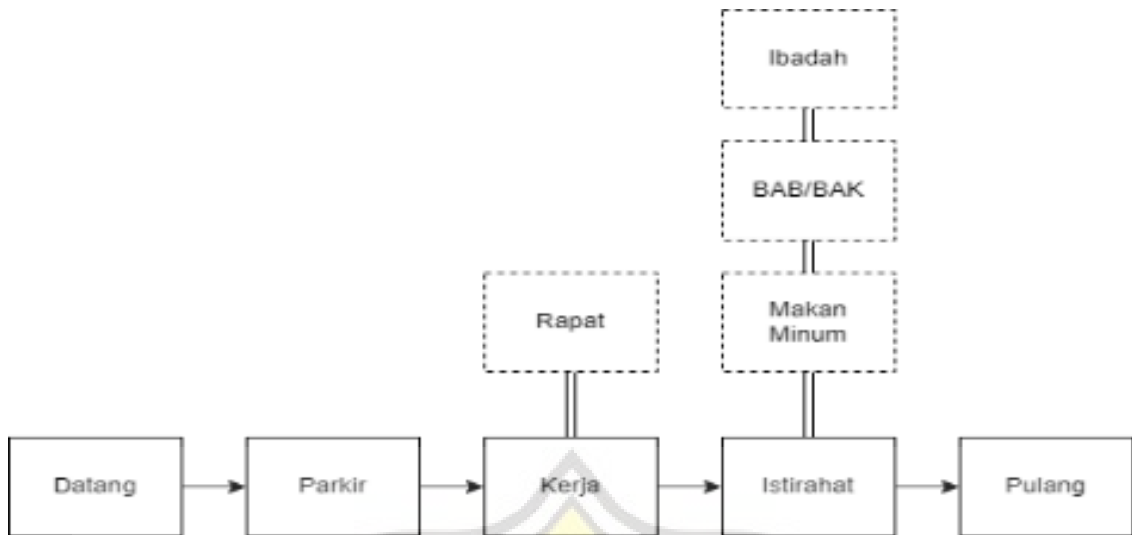 Ibadah
BAB/BAK
Rapat
Makan
Minum
Datang
Parkir
Kerja
Istirahat
Pulang